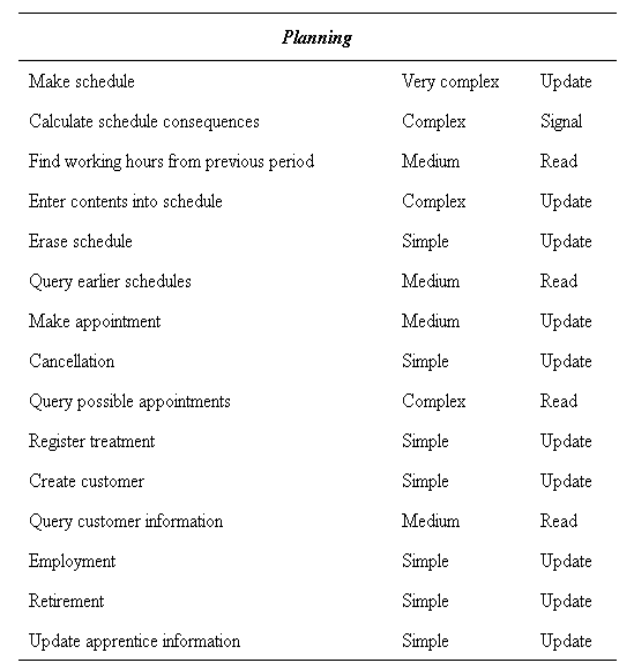 Planning
Make schedule Very complex Update
Calculate schedule consequences Complex Signal
Find working hours from previous period Medium Read
Enter contents into schedule Complex Update
Erase schedule Simple Update
Query earlier schedules Medium Read
Make appointment Medium Update
Cancellation Simple Update
Query possible appointments Complex Read
Register treatment Simple Update
Create customer Simple Update
Query customer information Medium Read
Employment Simple Update
Retirement Simple Update
Update apprentice information Simple Update